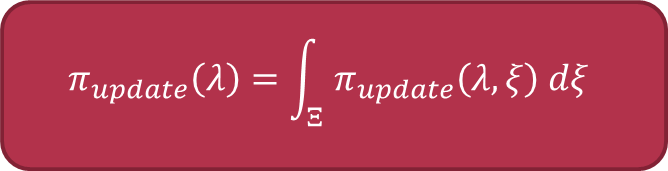 π_update(λ) = ∫_Ξ π_update(λ, ξ) dξ